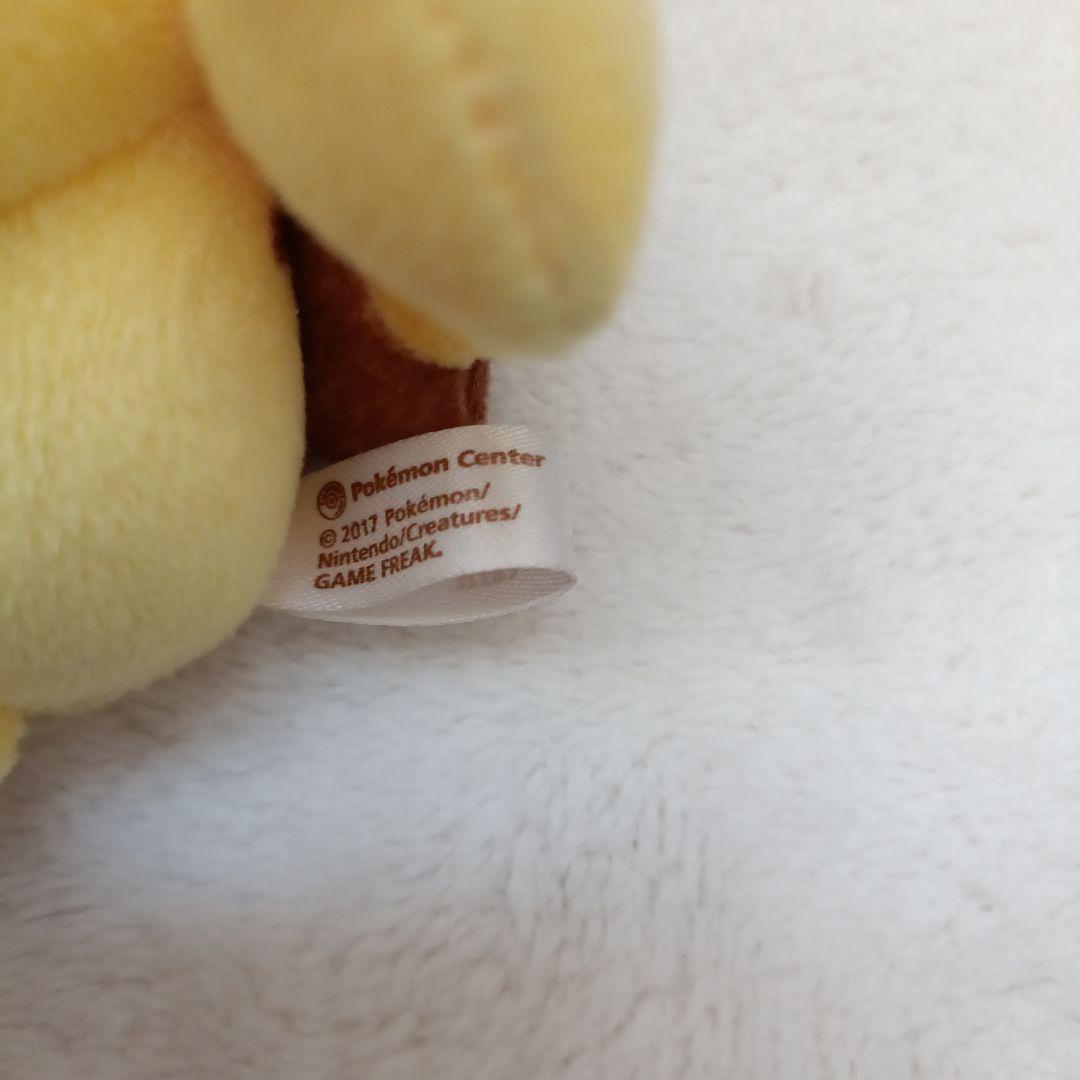 Pokémon Center
© 2017 Pokémon/
Nintendo/Creatures/
GAME FREAK.